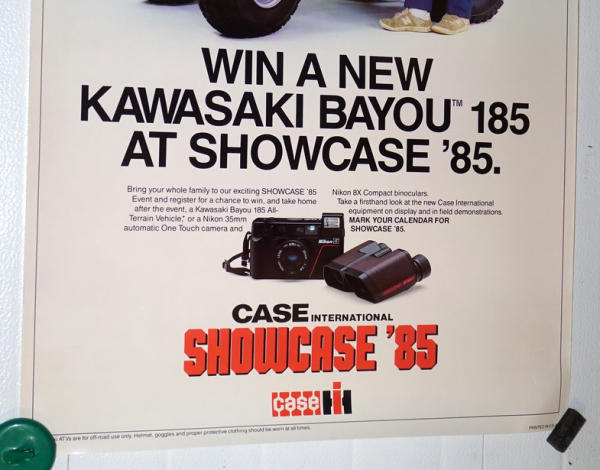 WIN A NEW
KAWASAKI BAYOU™ 185
AT SHOWCASE '85.
Bring your whole family to our exciting SHOWCASE '85
Event and register for a chance to win, and take home
after the event, a Kawasaki Bayou 185 All-
Terrain Vehicle,* or a Nikon 35mm
automatic One Touch camera and
Nikon 8X Compact binoculars.
Take a firsthand look at the new Case International
equipment on display and in field demonstrations.
MARK YOUR CALENDAR FOR
SHOWCASE '85.
Nikon
CASE INTERNATIONAL
SHOWCASE '85
case IH
ATVs are for off-road use only. Helmet, goggles and proper protective clothing should be worn at all times.
PRINTED IN U.S.A.